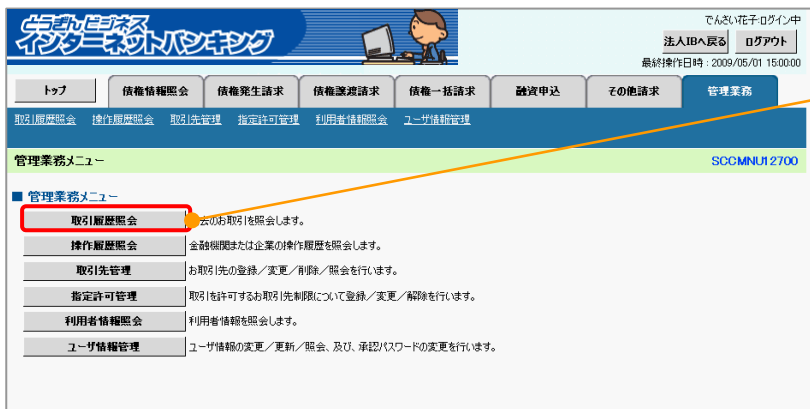 とうぎんビジネス
インターネットバンキング
でんさい花子:ログイン中
法人IBへ戻る ログアウト
最終操作日時:2009/05/01 15:00:00
トップ 債権情報照会 債権発生請求 債権譲渡請求 債権一括請求 融資申込 その他請求 管理業務
取引履歴照会 操作履歴照会 取引先管理 指定許可管理 利用者情報照会 ユーザ情報管理
管理業務メニュー SCCMNU12700
■ 管理業務メニュー
取引履歴照会 去のお取引を照会します。
操作履歴照会 金融機関または企業の操作履歴を照会します。
取引先管理 お取引先の登録/変更/削除/照会を行います。
指定許可管理 取引を許可するお取引先制限について登録/変更/解除を行います。
利用者情報照会 利用者情報を照会します。
ユーザ情報管理 ユーザ情報の変更/更新/照会、及び、承認パスワードの変更を行います。